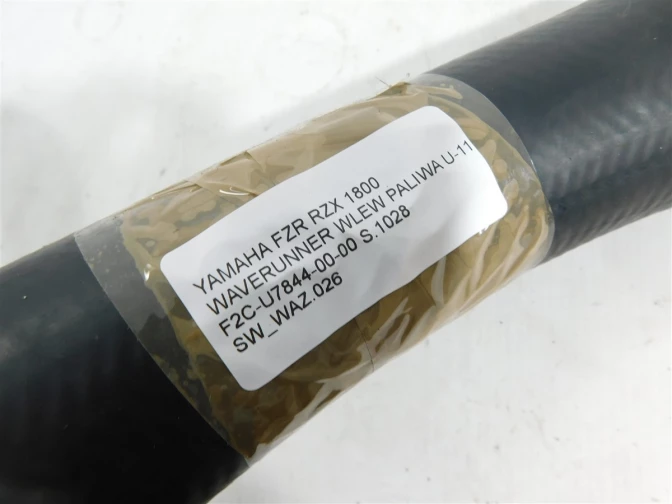 YAMAHA FZR RZX 1800
WAVERUNNER WLEW PALIWA U-11
F2C-U7844-00-00 S.1028
SW_WAZ.026